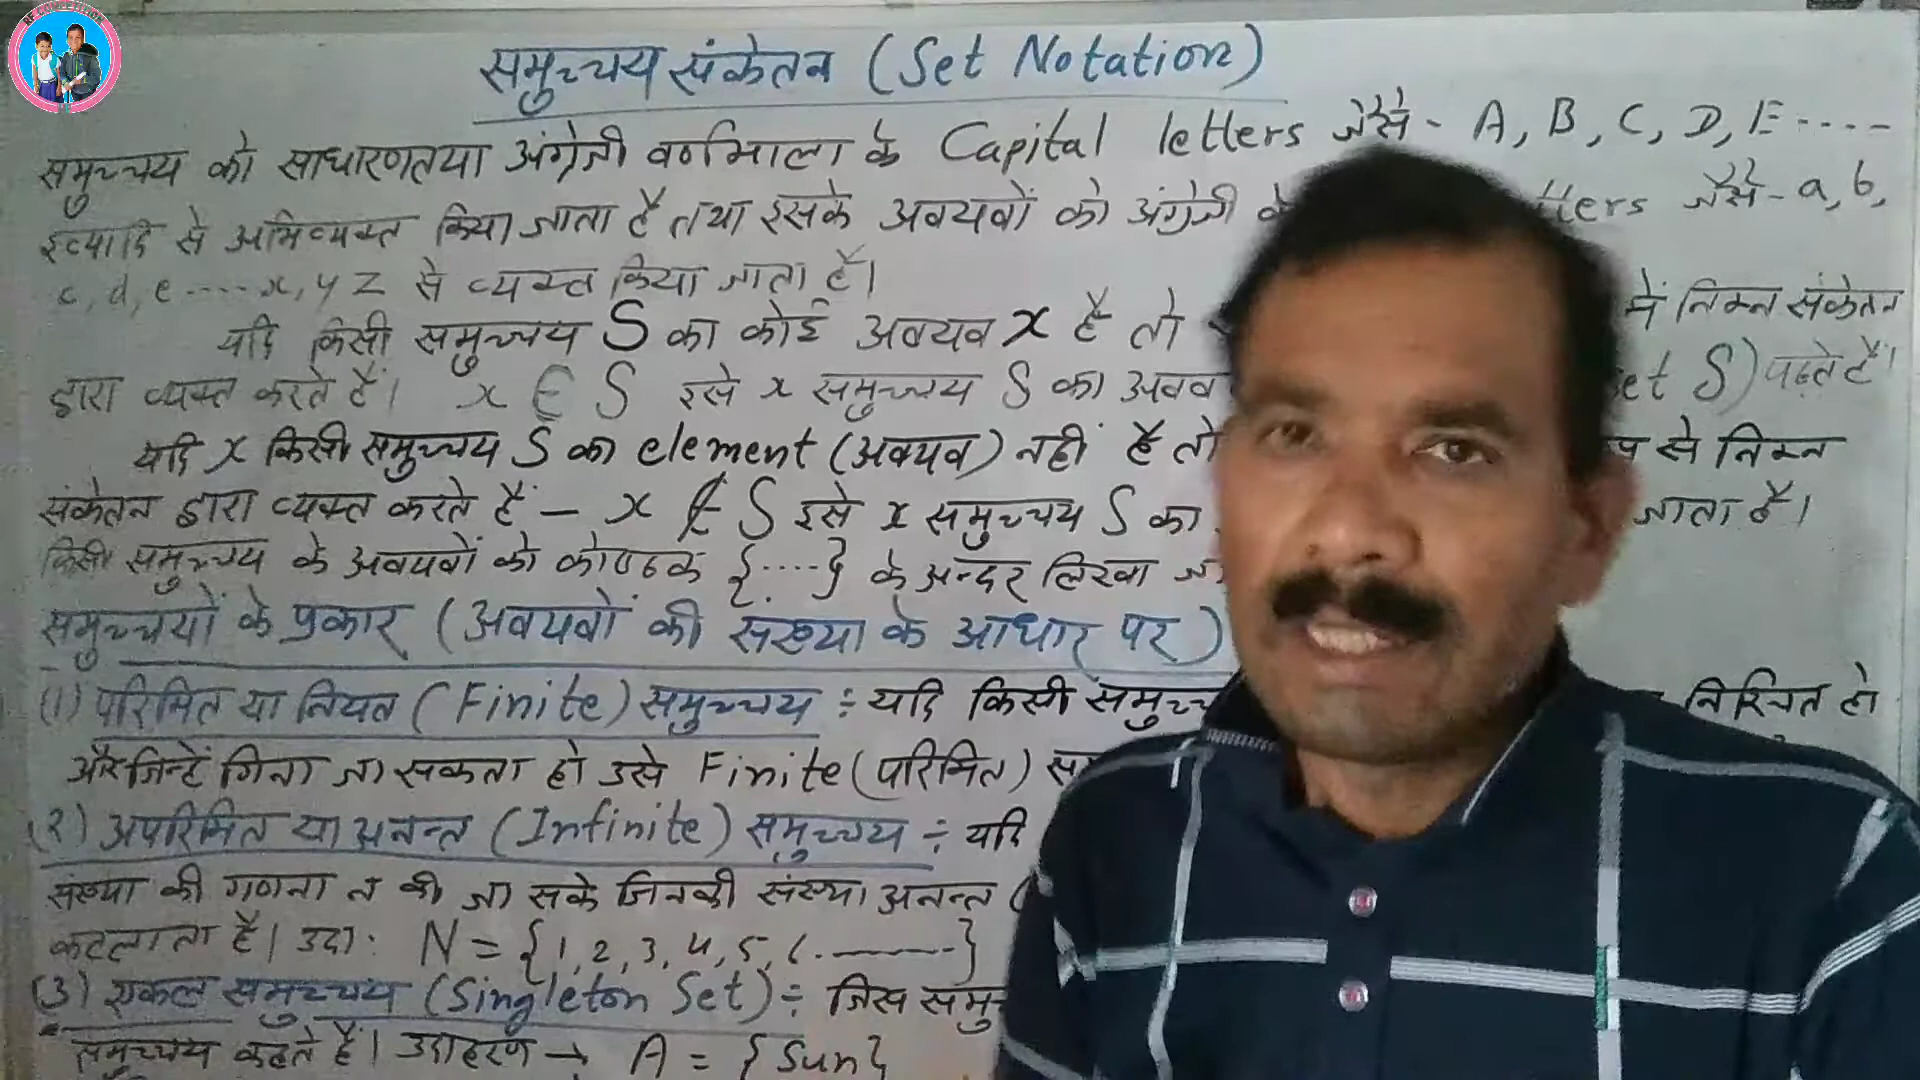 समुच्चय संकेतन (Set Notation)
समुच्चय को साधारणतया अंग्रेजी वर्णमाला के Capital letters जैसे - A, B, C, D, E ----
इत्यादि से अभिव्यक्त किया जाता है तथा इसके अवयवों को अंग्रेजी के tters जैसे - a, b,
c, d, e ---- x, y z से व्यक्त किया जाता है।
यदि किसी समुच्चय S का कोई अवयव x है तो में निम्न संकेतन
द्वारा व्यक्त करते हैं। x ∈ S इसे x समुच्चय S का अवव et S) पढ़ते हैं।
यदि x किसी समुच्चय S का element (अवयव) नहीं है तो प से निम्न
संकेतन द्वारा व्यक्त करते हैं - x ∉ S इसे x समुच्चय S का जाता है।
किसी समुच्चय के अवयवों को कोष्ठक {----} के अन्दर लिखा जा
समुच्चयों के प्रकार (अवयवों की संख्या के आधार पर)
(1) परिमित या नियत (Finite) समुच्चय ÷ यदि किसी समुच्च निश्चित हो
और जिन्हें गिना जा सकता हो उसे Finite (परिमित) स
(2) अपरिमित या अनन्त (Infinite) समुच्चय ÷ यदि
संख्या की गणना न की जा सके जिनकी संख्या अनन्त (
कहलाता है। उदा: N = {1, 2, 3, 4, 5, 6 -------}
(3) एकल समुच्चय (Singleton Set) ÷ जिस समु
समुच्चय कहते हैं। उदाहरण → A = {Sun}